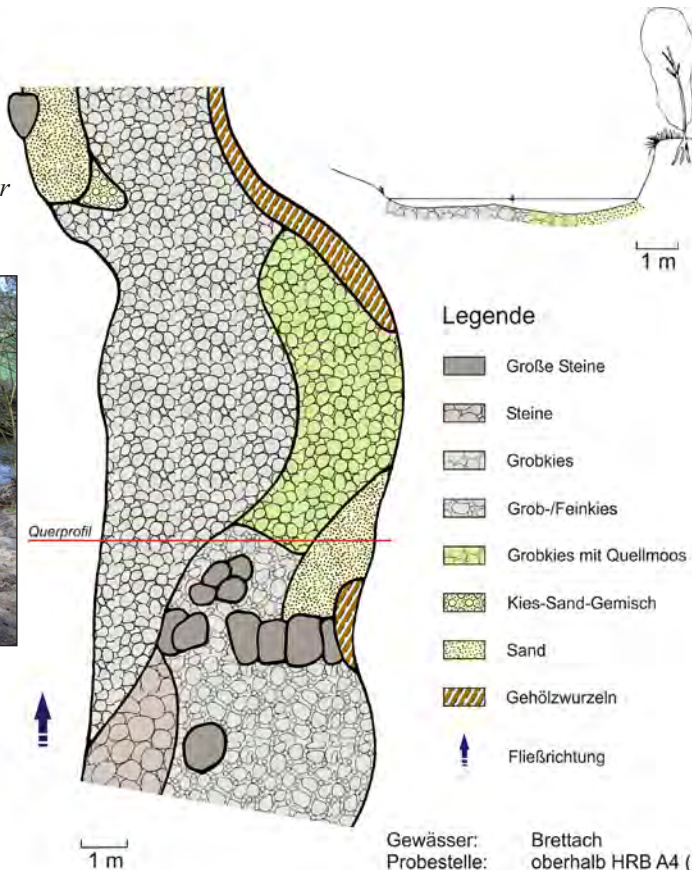 r
1 m
Legende
Große Steine
Steine
Grobkies
Grob-/Feinkies
Grobkies mit Quellmoos
Kies-Sand-Gemisch
Sand
Gehölzwurzeln
Fließrichtung
Querprofil
1 m
Gewässer: Brettach
Probestelle: oberhalb HRB A4 (